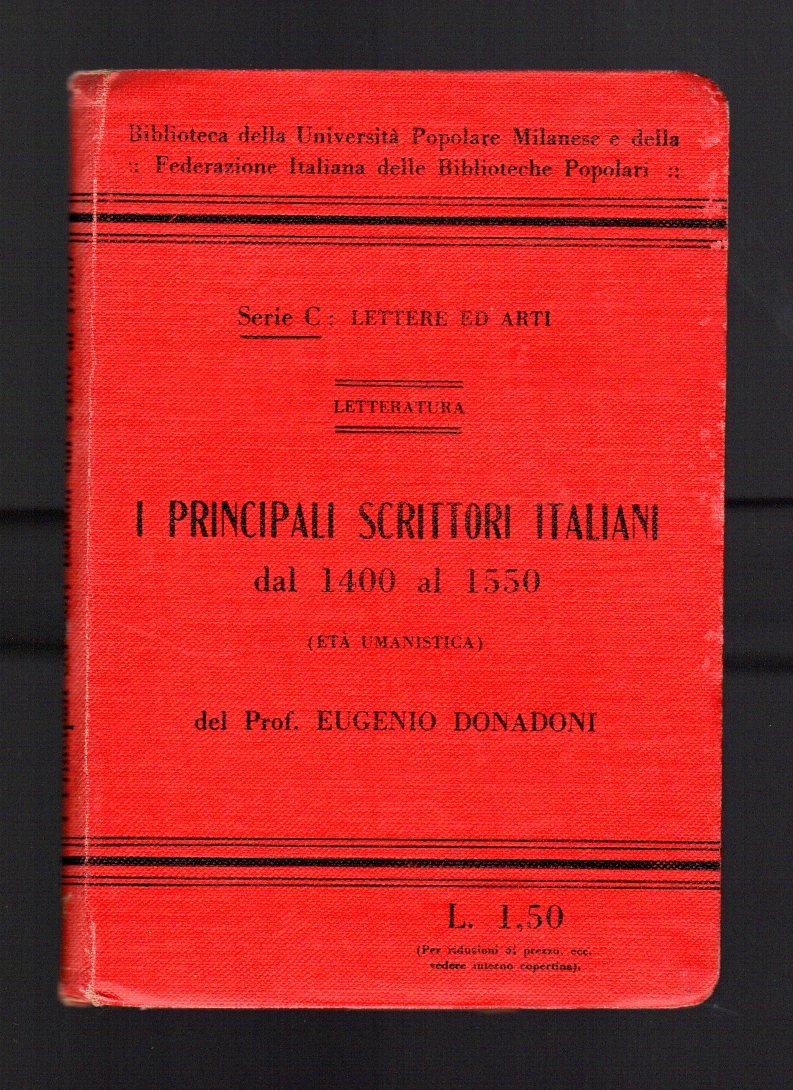 Biblioteca della Università Popolare Milanese e della
:: Federazione Italiana delle Biblioteche Popolari ::
Serie C: LETTERE ED ARTI
LETTERATURA
I PRINCIPALI SCRITTORI ITALIANI
dal 1400 al 1550
(ETÀ UMANISTICA)
del Prof. EUGENIO DONADONI
L. 1,50
(Per riduzioni di prezzo, ecc.
vedere interno copertina).